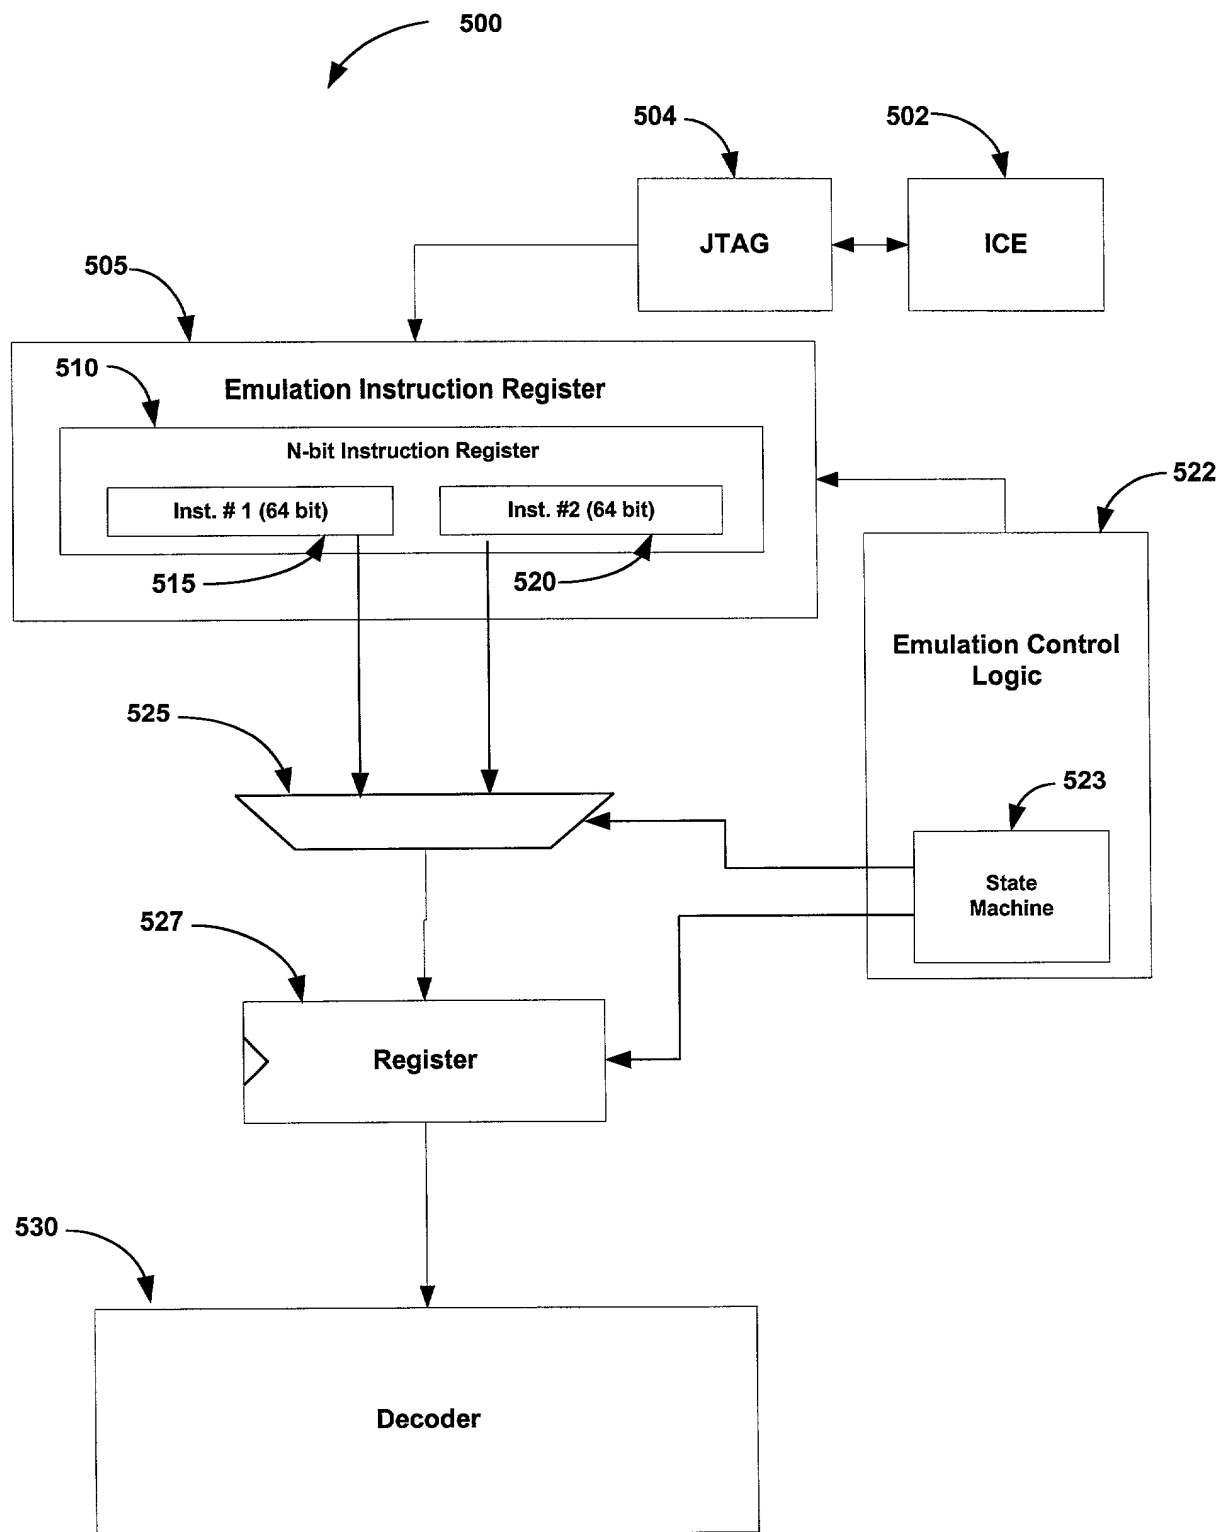 500
504
502
JTAG
ICE
505
510
Emulation Instruction Register
N-bit Instruction Register
Inst. # 1 (64 bit)
Inst. #2 (64 bit)
522
515
520
Emulation Control
Logic
525
523
State
Machine
527
Register
530
Decoder